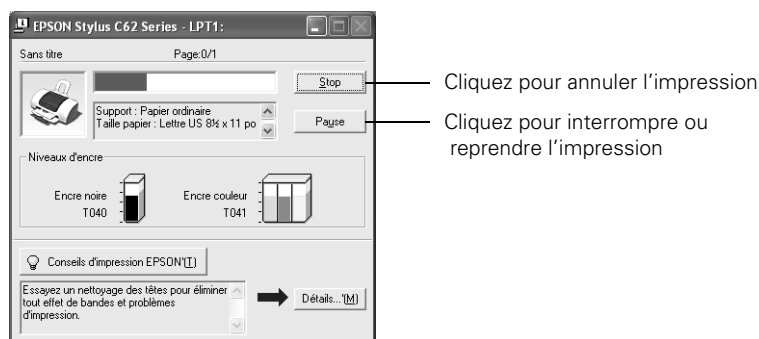 EPSON Stylus C62 Series - LPT1:
Sans titre Page:0/1
Stop
Cliquez pour annuler l’impression
Support : Papier ordinaire
Taille papier : Lettre US 8½ x 11 po
Pause
Cliquez pour interrompre ou
reprendre l’impression
Niveaux d'encre
Encre noire
T040
Encre couleur
T041
Conseils d'impression EPSON'(T)
Essayez un nettoyage des têtes pour éliminer
tout effet de bandes et problèmes
d'impression.
Détails...'(M)